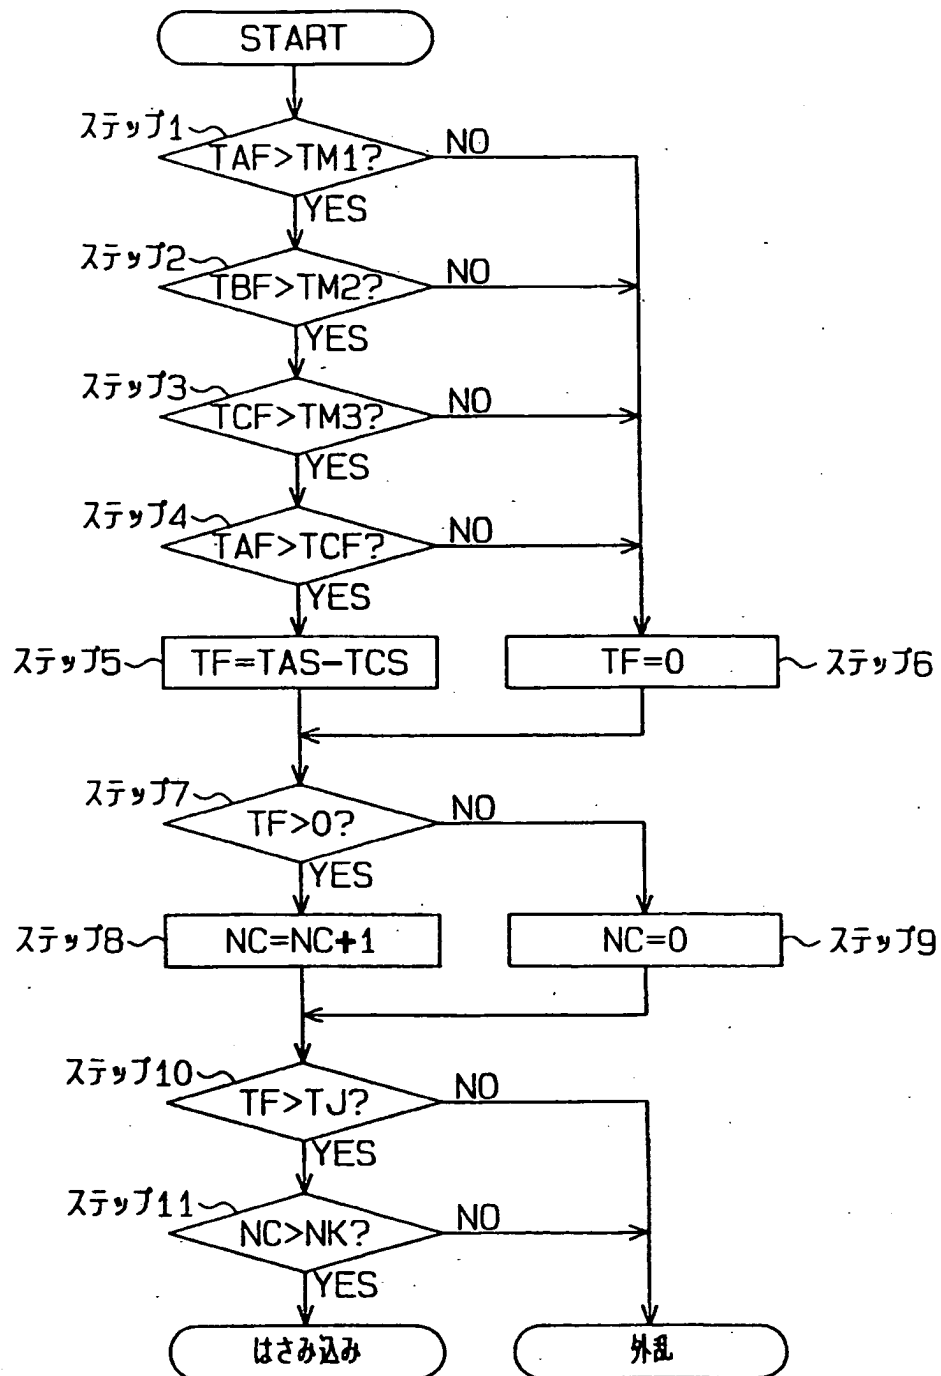 START
ステップ1
TAF>TM1?
NO
YES
ステップ2
TBF>TM2?
NO
YES
ステップ3
TCF>TM3?
NO
YES
ステップ4
TAF>TCF?
NO
YES
ステップ5
TF=TAS-TCS
TF=0
ステップ6
ステップ7
TF>0?
NO
YES
ステップ8
NC=NC+1
NC=0
ステップ9
ステップ10
TF>TJ?
NO
YES
ステップ11
NC>NK?
NO
YES
はさみ込み
外乱